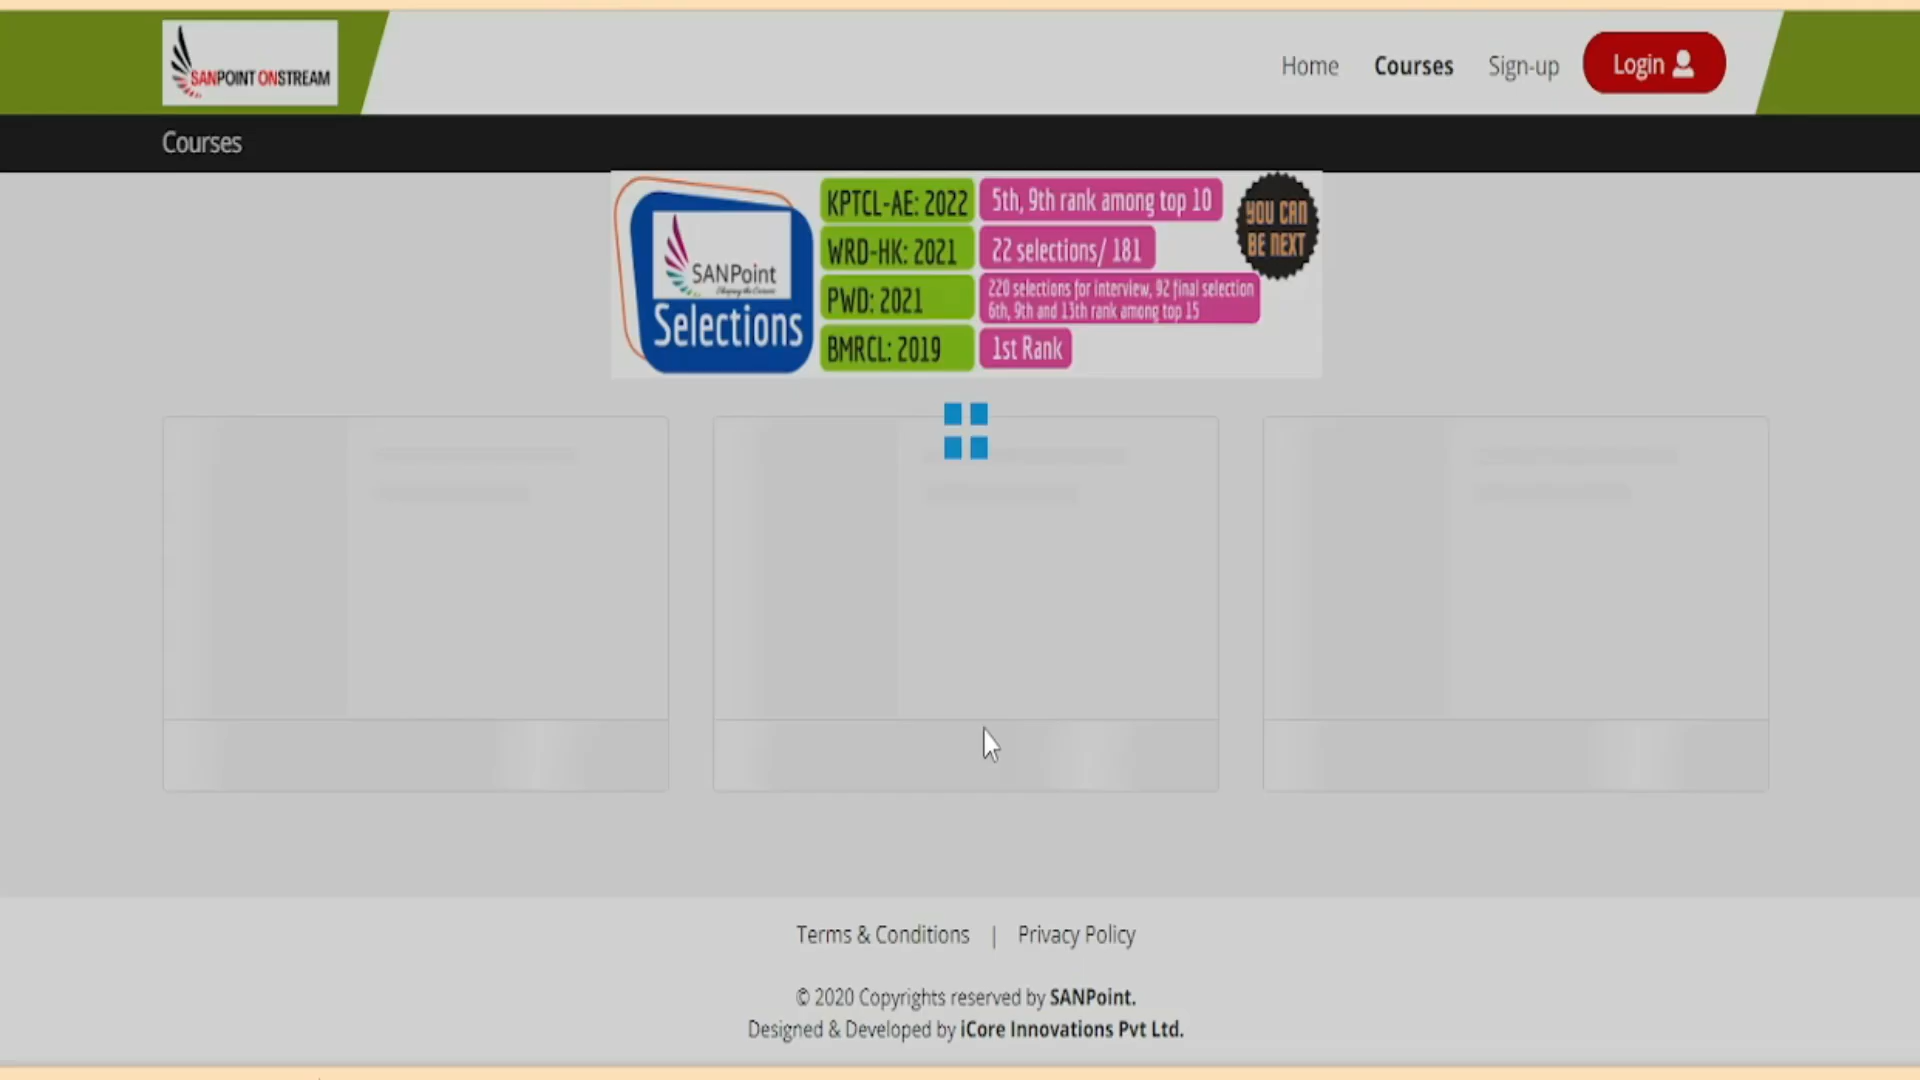 SANPOINT ONSTREAM
Home
Courses
Sign-up
Login
Courses
SANPoint
Shaping the Careers
Selections
KPTCL-AE: 2022
5th, 9th rank among top 10
WRD-HK: 2021
22 selections/ 181
PWD: 2021
220 selections for interview, 92 final selection
6th, 9th and 13th rank among top 15
BMRCL: 2019
1st Rank
YOU CAN
BE NEXT
Terms & Conditions | Privacy Policy
© 2020 Copyrights reserved by SANPoint.
Designed & Developed by iCore Innovations Pvt Ltd.